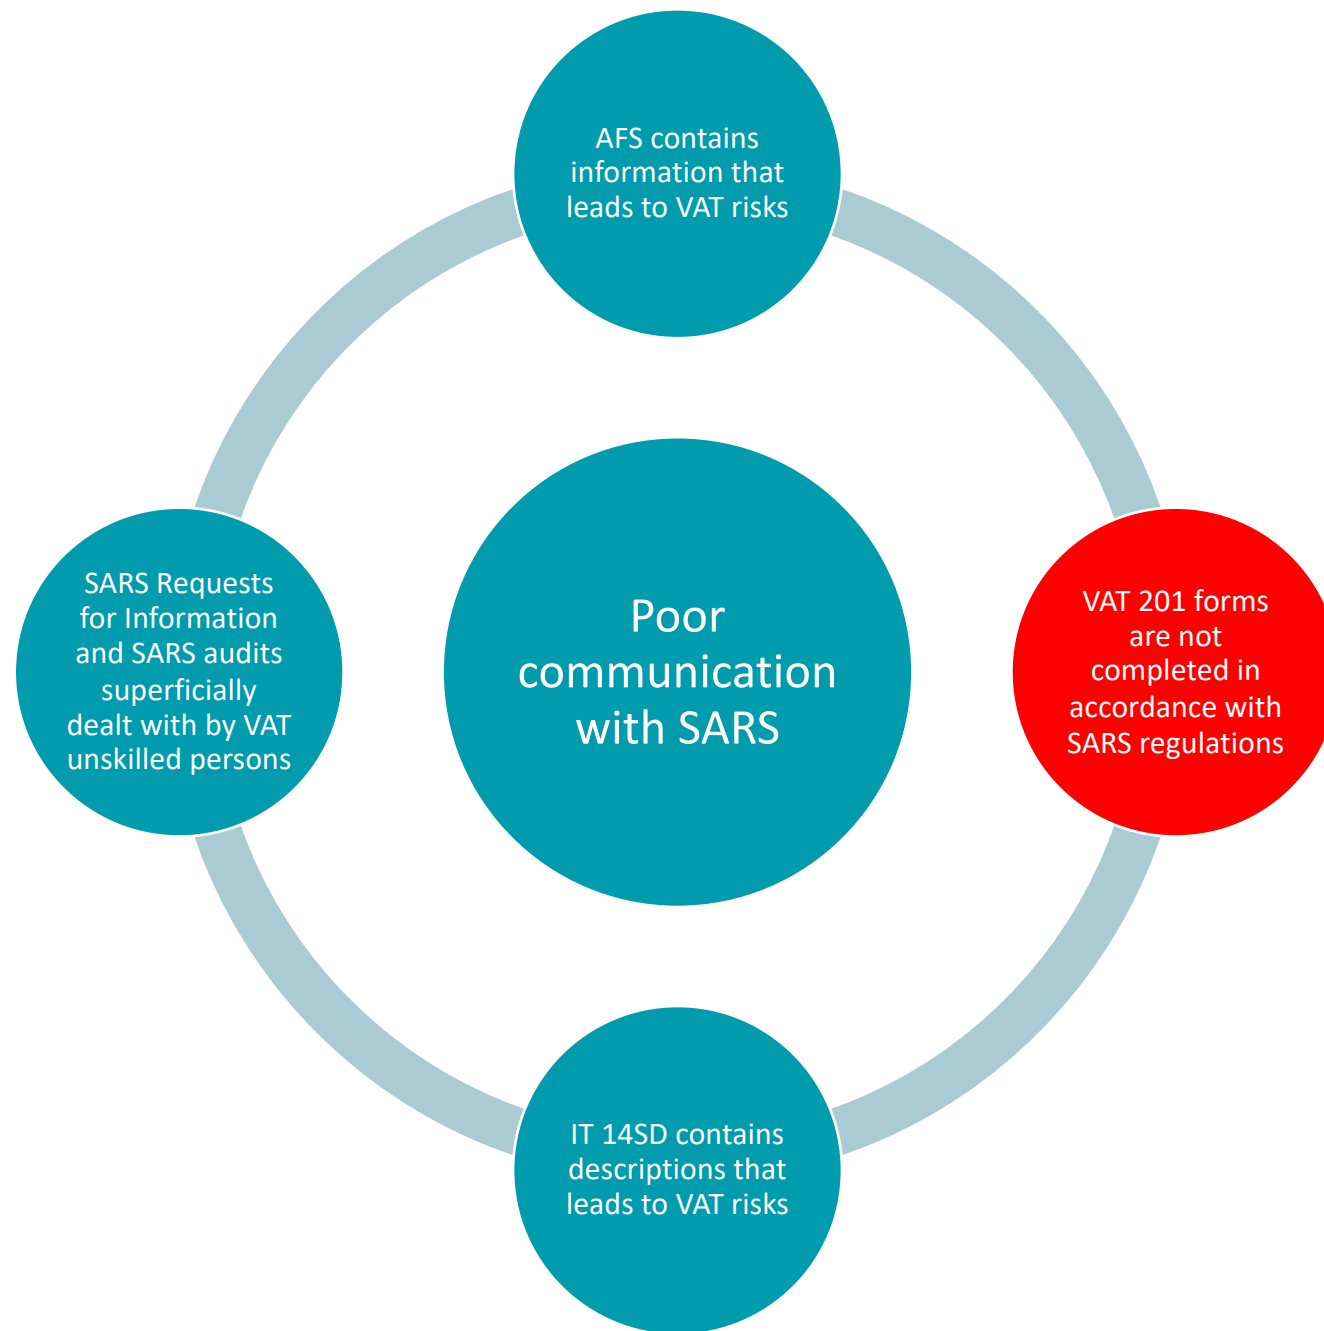 AFS contains
information that
leads to VAT risks
SARS Requests
for Information
and SARS audits
superficially
dealt with by VAT
unskilled persons
Poor
communication
with SARS
VAT 201 forms
are not
completed in
accordance with
SARS regulations
IT 14SD contains
descriptions that
leads to VAT risks